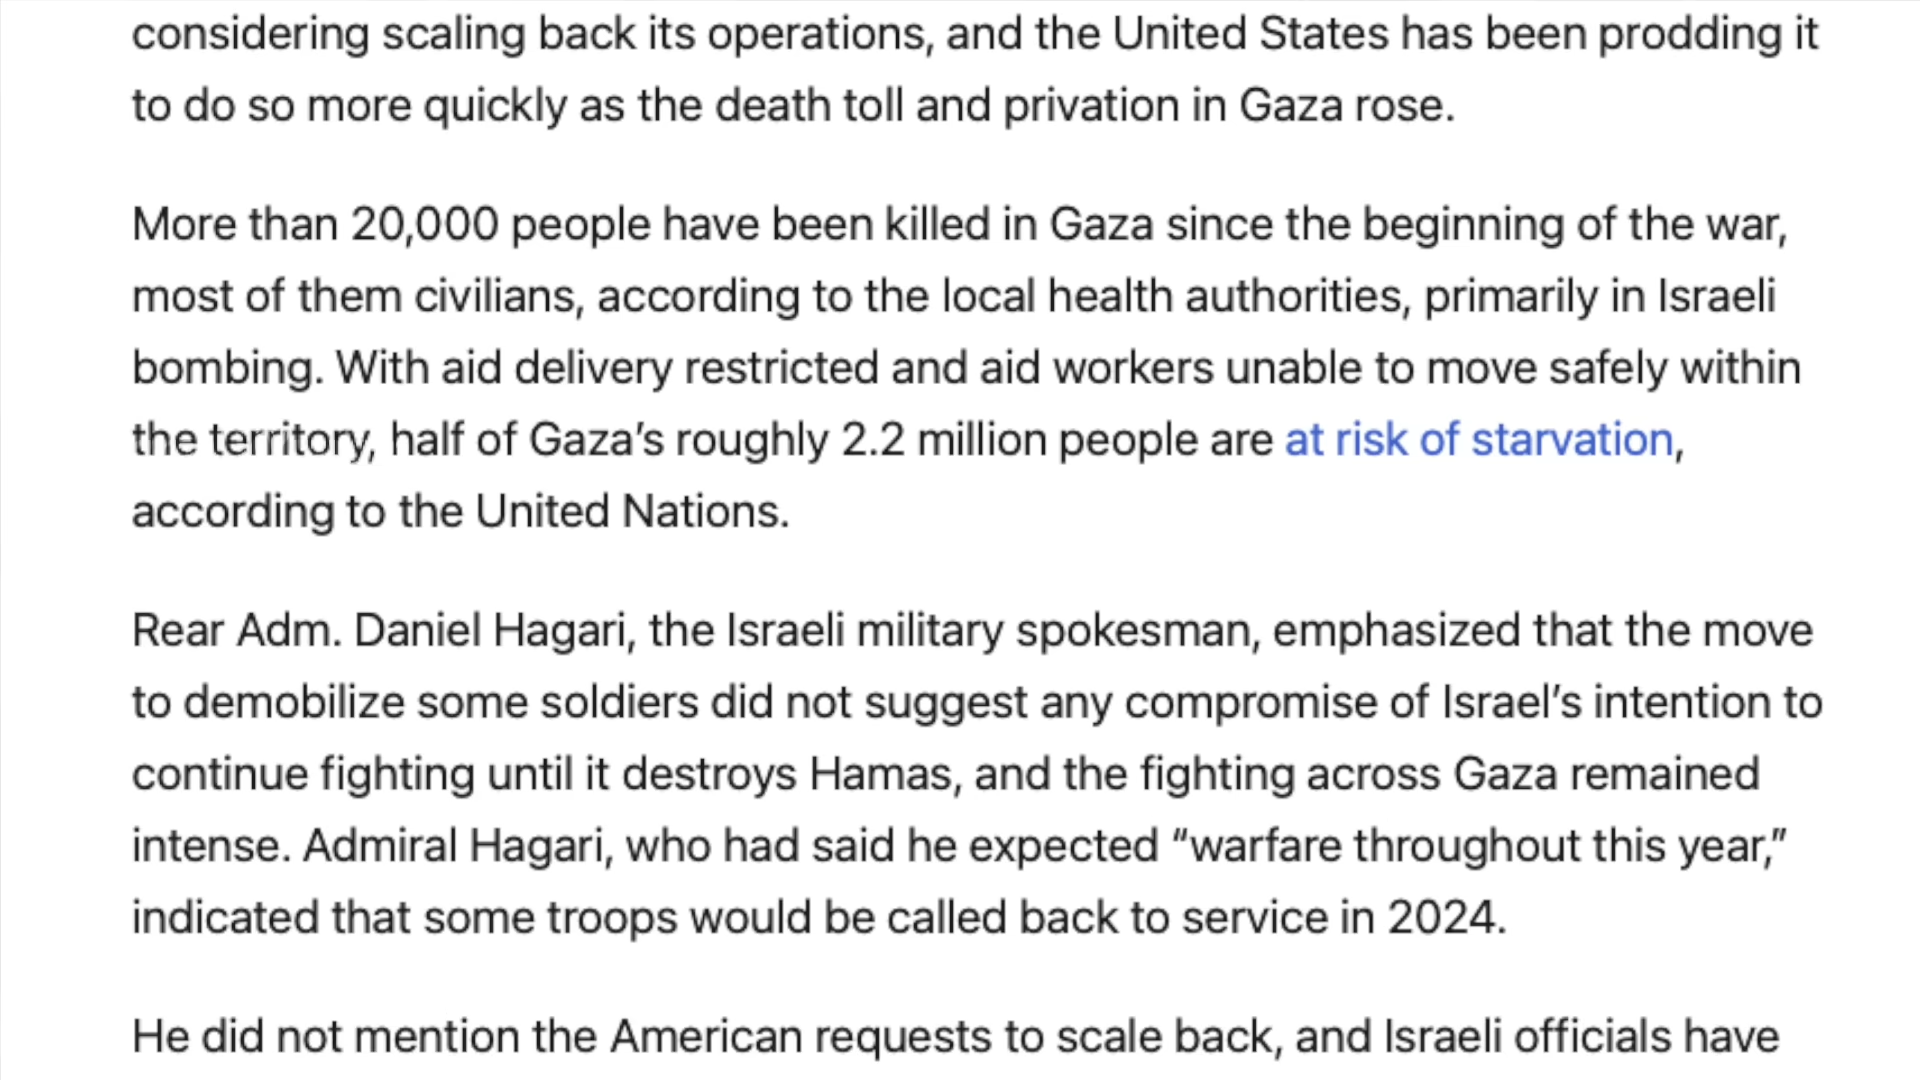 considering scaling back its operations, and the United States has been prodding it
to do so more quickly as the death toll and privation in Gaza rose.
More than 20,000 people have been killed in Gaza since the beginning of the war,
most of them civilians, according to the local health authorities, primarily in Israeli
bombing. With aid delivery restricted and aid workers unable to move safely within
the territory, half of Gaza’s roughly 2.2 million people are at risk of starvation,
according to the United Nations.
Rear Adm. Daniel Hagari, the Israeli military spokesman, emphasized that the move
to demobilize some soldiers did not suggest any compromise of Israel’s intention to
continue fighting until it destroys Hamas, and the fighting across Gaza remained
intense. Admiral Hagari, who had said he expected “warfare throughout this year,”
indicated that some troops would be called back to service in 2024.
He did not mention the American requests to scale back, and Israeli officials have